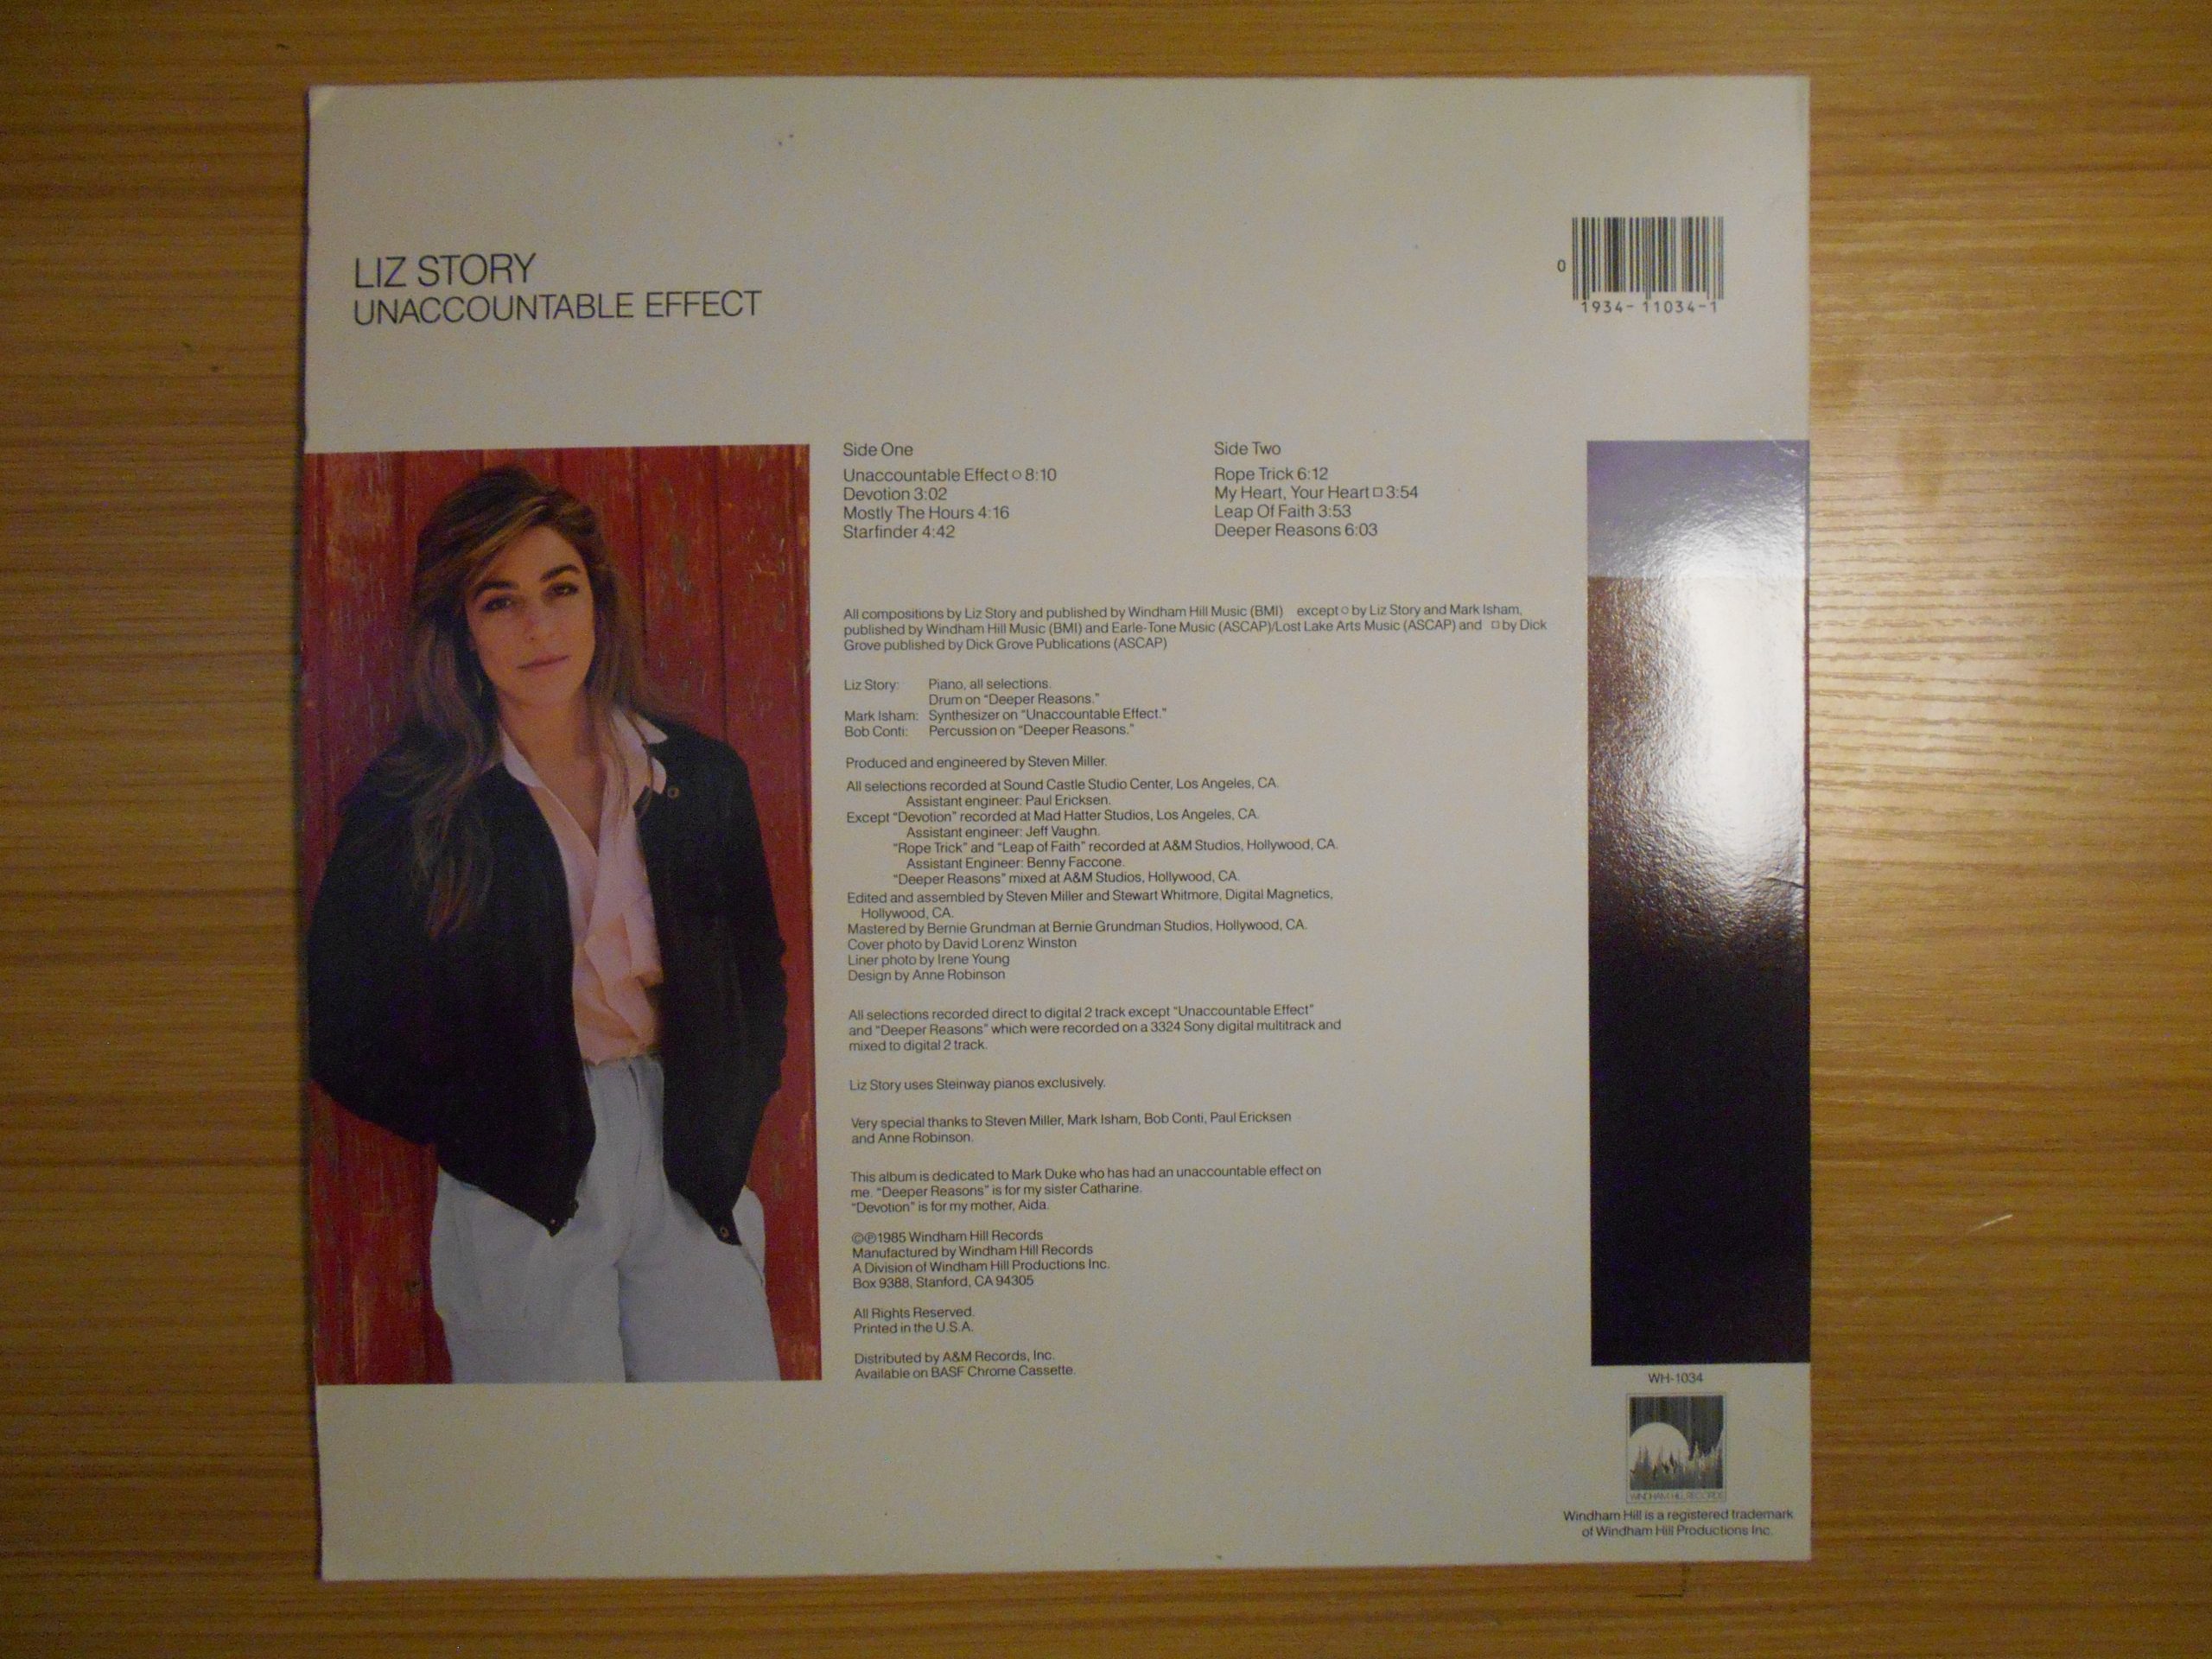 LIZ STORY
UNACCOUNTABLE EFFECT
0
1934-11034-1
Side One
Unaccountable Effect ○ 8:10
Devotion 3:02
Mostly The Hours 4:16
Starfinder 4:42
Side Two
Rope Trick 6:12
My Heart, Your Heart □ 3:54
Leap Of Faith 3:53
Deeper Reasons 6:03
All compositions by Liz Story and published by Windham Hill Music (BMI) except ○ by Liz Story and Mark Isham,
published by Windham Hill Music (BMI) and Earle-Tone Music (ASCAP)/Lost Lake Arts Music (ASCAP) and □ by Dick
Grove published by Dick Grove Publications (ASCAP)
Liz Story: Piano, all selections.
Drum on “Deeper Reasons.”
Mark Isham: Synthesizer on “Unaccountable Effect.”
Bob Conti: Percussion on “Deeper Reasons.”
Produced and engineered by Steven Miller.
All selections recorded at Sound Castle Studio Center, Los Angeles, CA.
Assistant engineer: Paul Ericksen.
Except “Devotion” recorded at Mad Hatter Studios, Los Angeles, CA.
Assistant engineer: Jeff Vaughn.
“Rope Trick” and “Leap of Faith” recorded at A&M Studios, Hollywood, CA.
Assistant Engineer: Benny Faccone.
“Deeper Reasons” mixed at A&M Studios, Hollywood, CA.
Edited and assembled by Steven Miller and Stewart Whitmore, Digital Magnetics,
Hollywood, CA.
Mastered by Bernie Grundman at Bernie Grundman Studios, Hollywood, CA.
Cover photo by David Lorenz Winston
Liner photo by Irene Young
Design by Anne Robinson
All selections recorded direct to digital 2 track except “Unaccountable Effect”
and “Deeper Reasons” which were recorded on a 3324 Sony digital multitrack and
mixed to digital 2 track.
Liz Story uses Steinway pianos exclusively.
Very special thanks to Steven Miller, Mark Isham, Bob Conti, Paul Ericksen
and Anne Robinson.
This album is dedicated to Mark Duke who has had an unaccountable effect on
me. “Deeper Reasons” is for my sister Catharine.
“Devotion” is for my mother, Aida.
©℗1985 Windham Hill Records
Manufactured by Windham Hill Records
A Division of Windham Hill Productions Inc.
Box 9388, Stanford, CA 94305
All Rights Reserved.
Printed in the U.S.A.
Distributed by A&M Records, Inc.
Available on BASF Chrome Cassette.
WH-1034
WINDHAM HILL RECORDS
Windham Hill is a registered trademark
of Windham Hill Productions Inc.